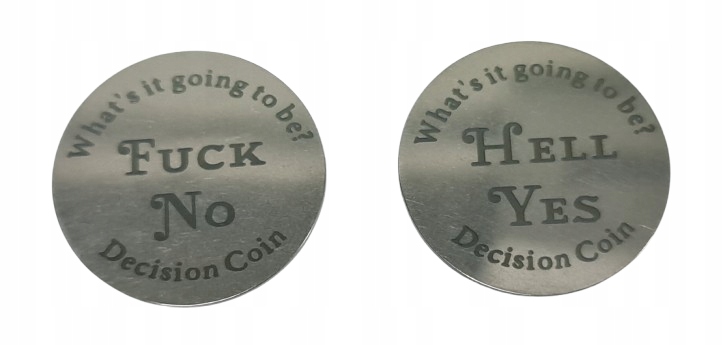 What's it going to be?
FUCK
No
Decision Coin
What's it going to be?
HELL
YES
Decision Coin